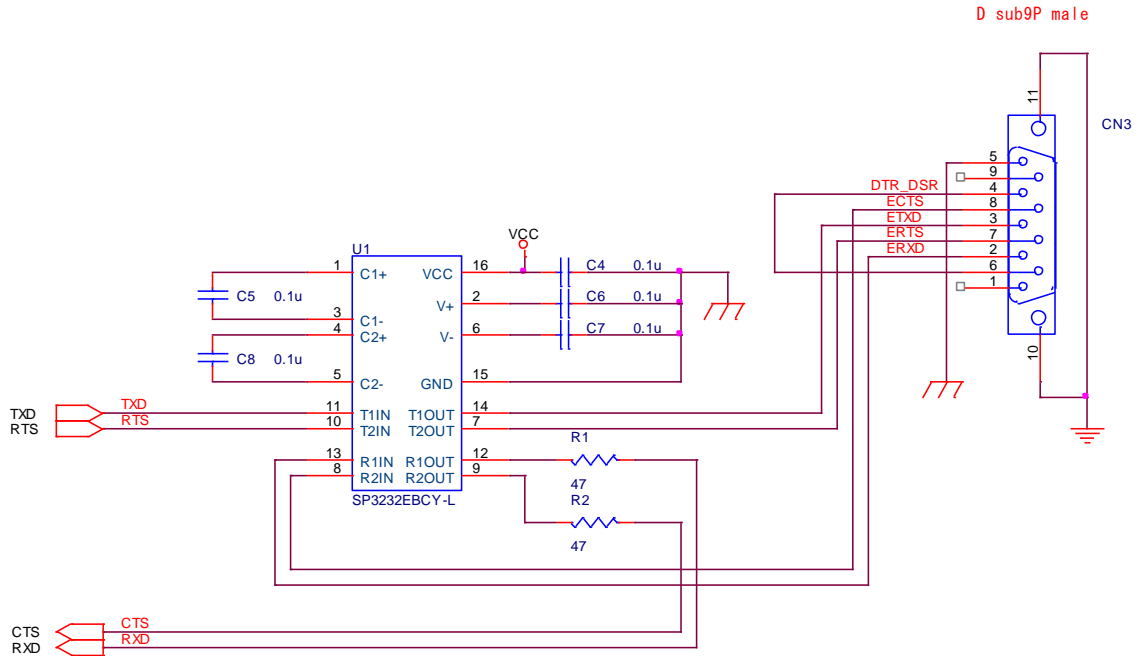 D sub9P male
11
CN3
5
9
DTR_DSR 4
ECTS 8
ETXD 3
ERTS 7
ERXD 2
6
1
10
VCC
U1
1 C1+ VCC 16 C4 0.1u
C5 0.1u
V+ 2 C6 0.1u
3 C1-
4 C2+ V- 6 C7 0.1u
C8 0.1u
5 C2- GND 15
TXD TXD 11 T1IN T1OUT 14
RTS RTS 10 T2IN T2OUT 7
R1
13 R1IN R1OUT 12
8 R2IN R2OUT 9
47
SP3232EBCY-L
R2
47
CTS CTS
RXD RXD